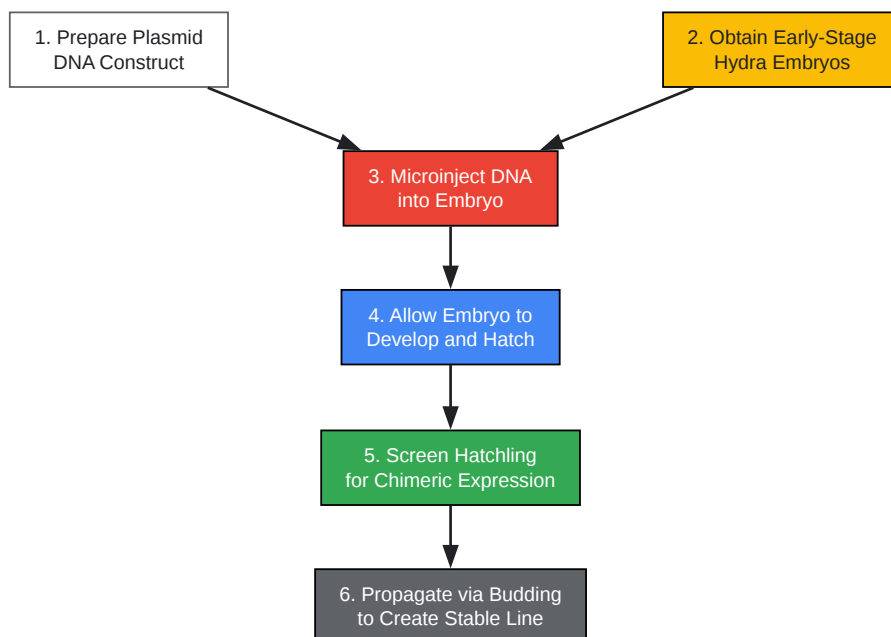 1. Prepare Plasmid
DNA Construct
2. Obtain Early-Stage
Hydra Embryos
3. Microinject DNA
into Embryo
4. Allow Embryo to
Develop and Hatch
5. Screen Hatchling
for Chimeric Expression
6. Propagate via Budding
to Create Stable Line